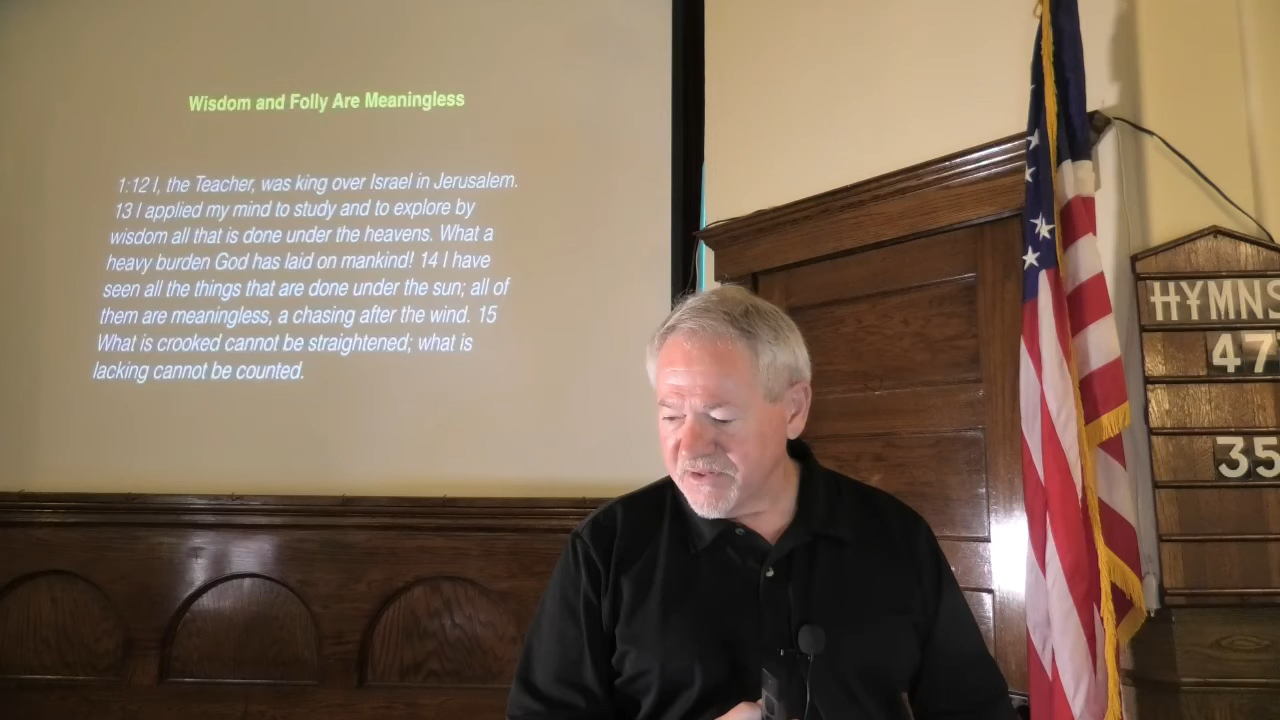 Wisdom and Folly Are Meaningless
1:12 I, the Teacher, was king over Israel in Jerusalem.
13 I applied my mind to study and to explore by
wisdom all that is done under the heavens. What a
heavy burden God has laid on mankind! 14 I have
seen all the things that are done under the sun; all of
them are meaningless, a chasing after the wind. 15
What is crooked cannot be straightened; what is
lacking cannot be counted.
HYMNS
47
35